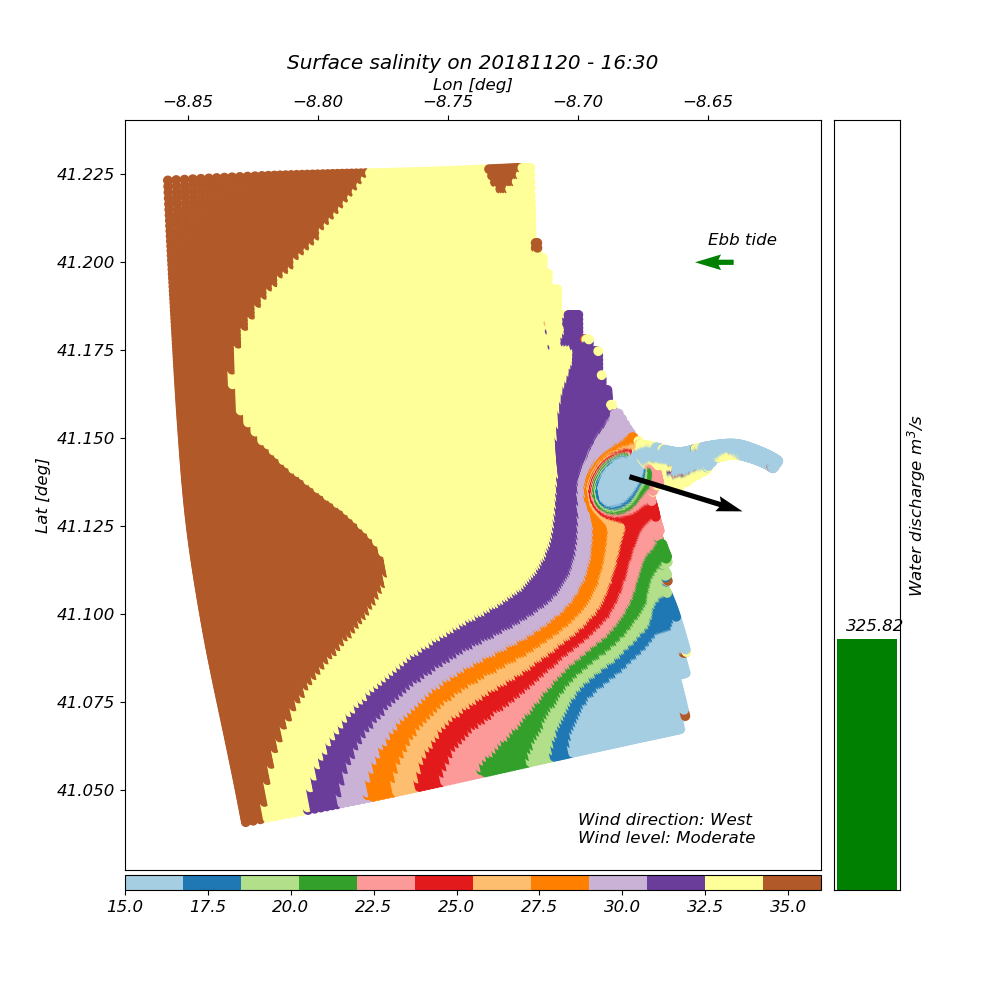 Surface salinity on 20181120 - 16:30
Lon [deg]
−8.85 −8.80 −8.75 −8.70 −8.65
41.225
41.200
41.175
41.150
41.125
41.100
41.075
41.050
Lat [deg]
Ebb tide
Wind direction: West
Wind level: Moderate
15.0 17.5 20.0 22.5 25.0 27.5 30.0 32.5 35.0
325.82
Water discharge m³/s